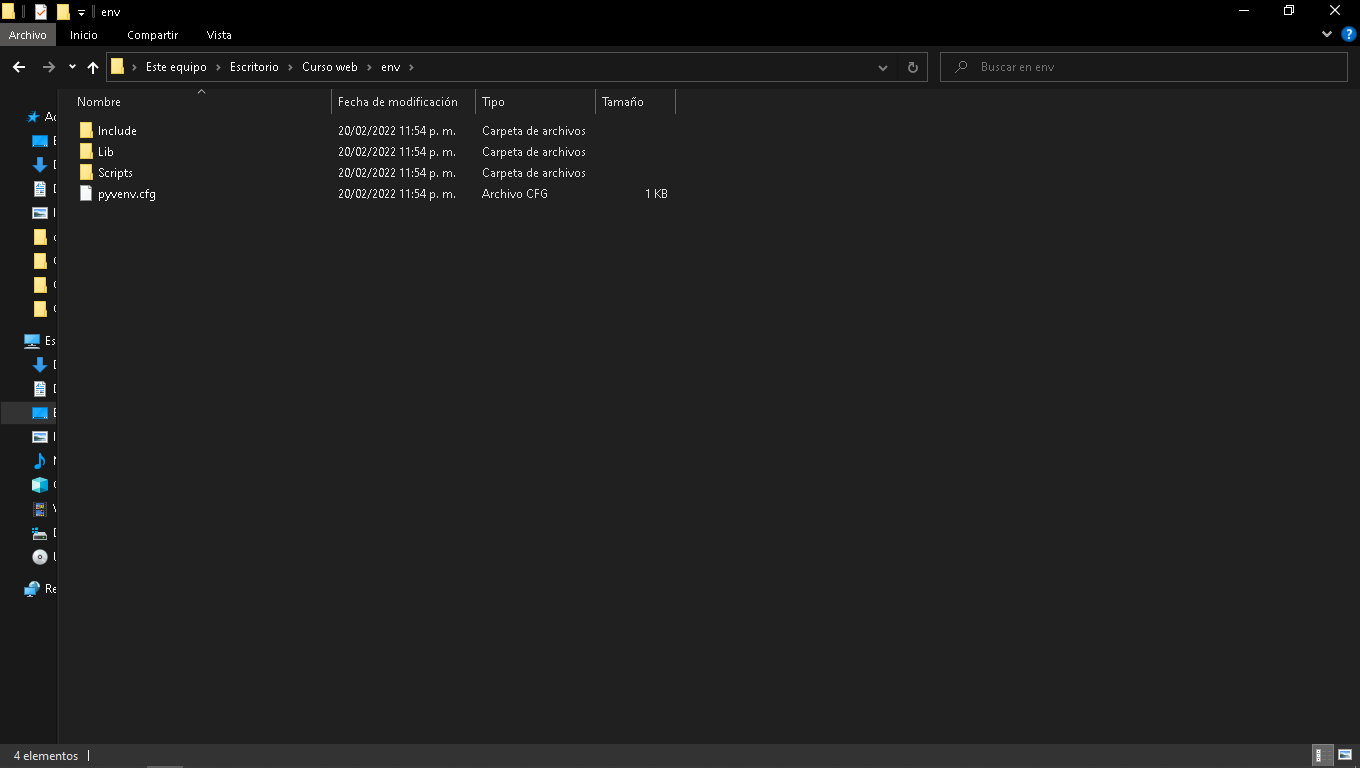 env
Archivo Inicio Compartir Vista
Este equipo Escritorio Curso web env
Buscar en env
Nombre Fecha de modificación Tipo Tamaño
Include 20/02/2022 11:54 p. m. Carpeta de archivos
Lib 20/02/2022 11:54 p. m. Carpeta de archivos
Scripts 20/02/2022 11:54 p. m. Carpeta de archivos
pyvenv.cfg 20/02/2022 11:54 p. m. Archivo CFG 1 KB
Es
Re
4 elementos